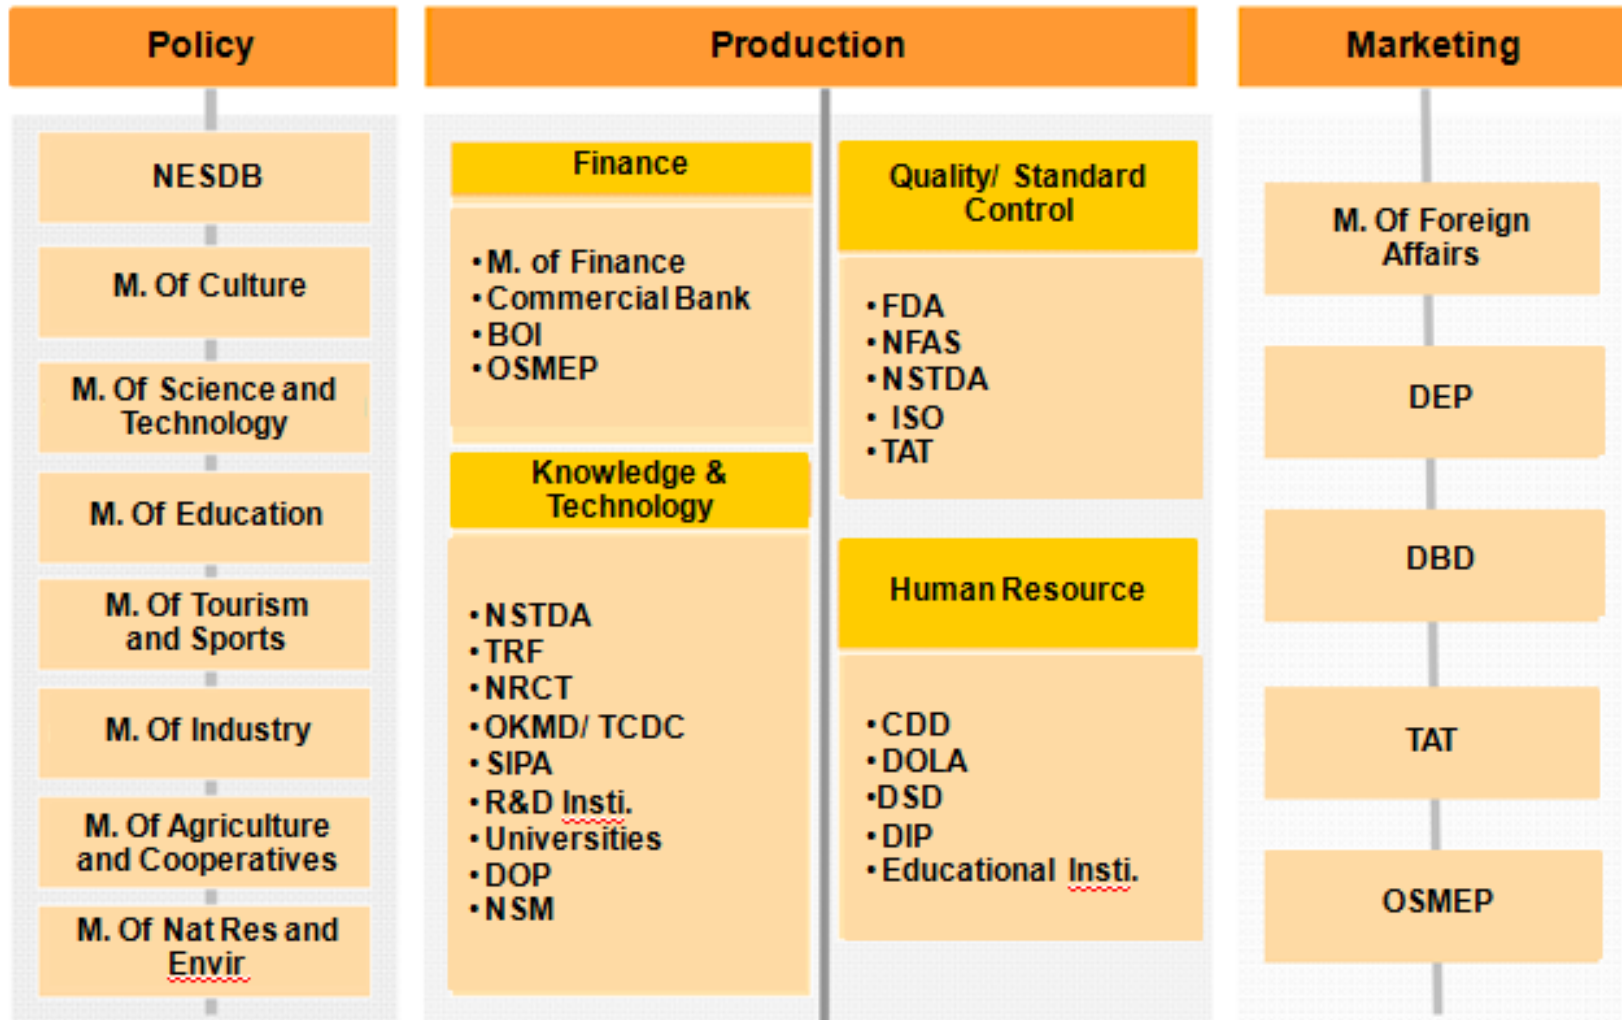 Policy
NESDB
M. Of Culture
M. Of Science and
Technology
M. Of Education
M. Of Tourism
and Sports
M. Of Industry
M. Of Agriculture
and Cooperatives
M. Of Nat Res and
Envir
Production
Finance
• M. of Finance
• Commercial Bank
• BOI
• OSMEP
Knowledge &
Technology
• NSTDA
• TRF
• NRCT
• OKMD/ TCDC
• SIPA
• R&D Insti.
• Universities
• DOP
• NSM
Quality/ Standard
Control
• FDA
• NFAS
• NSTDA
• ISO
• TAT
Human Resource
• CDD
• DOLA
• DSD
• DIP
• Educational Insti.
Marketing
M. Of Foreign
Affairs
DEP
DBD
TAT
OSMEP